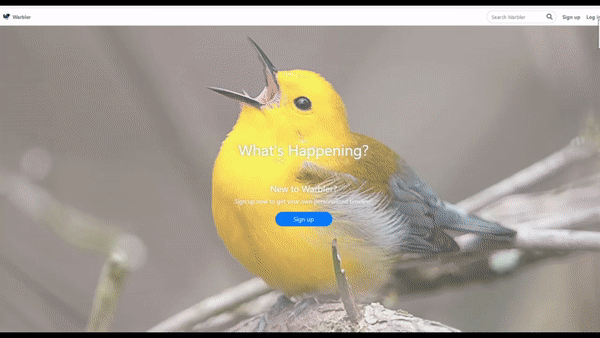 Warbler
Search Warbler
Sign up
Log in
What's Happening?
New to Warbler?
Sign up now to get your own personalized timeline!
Sign up